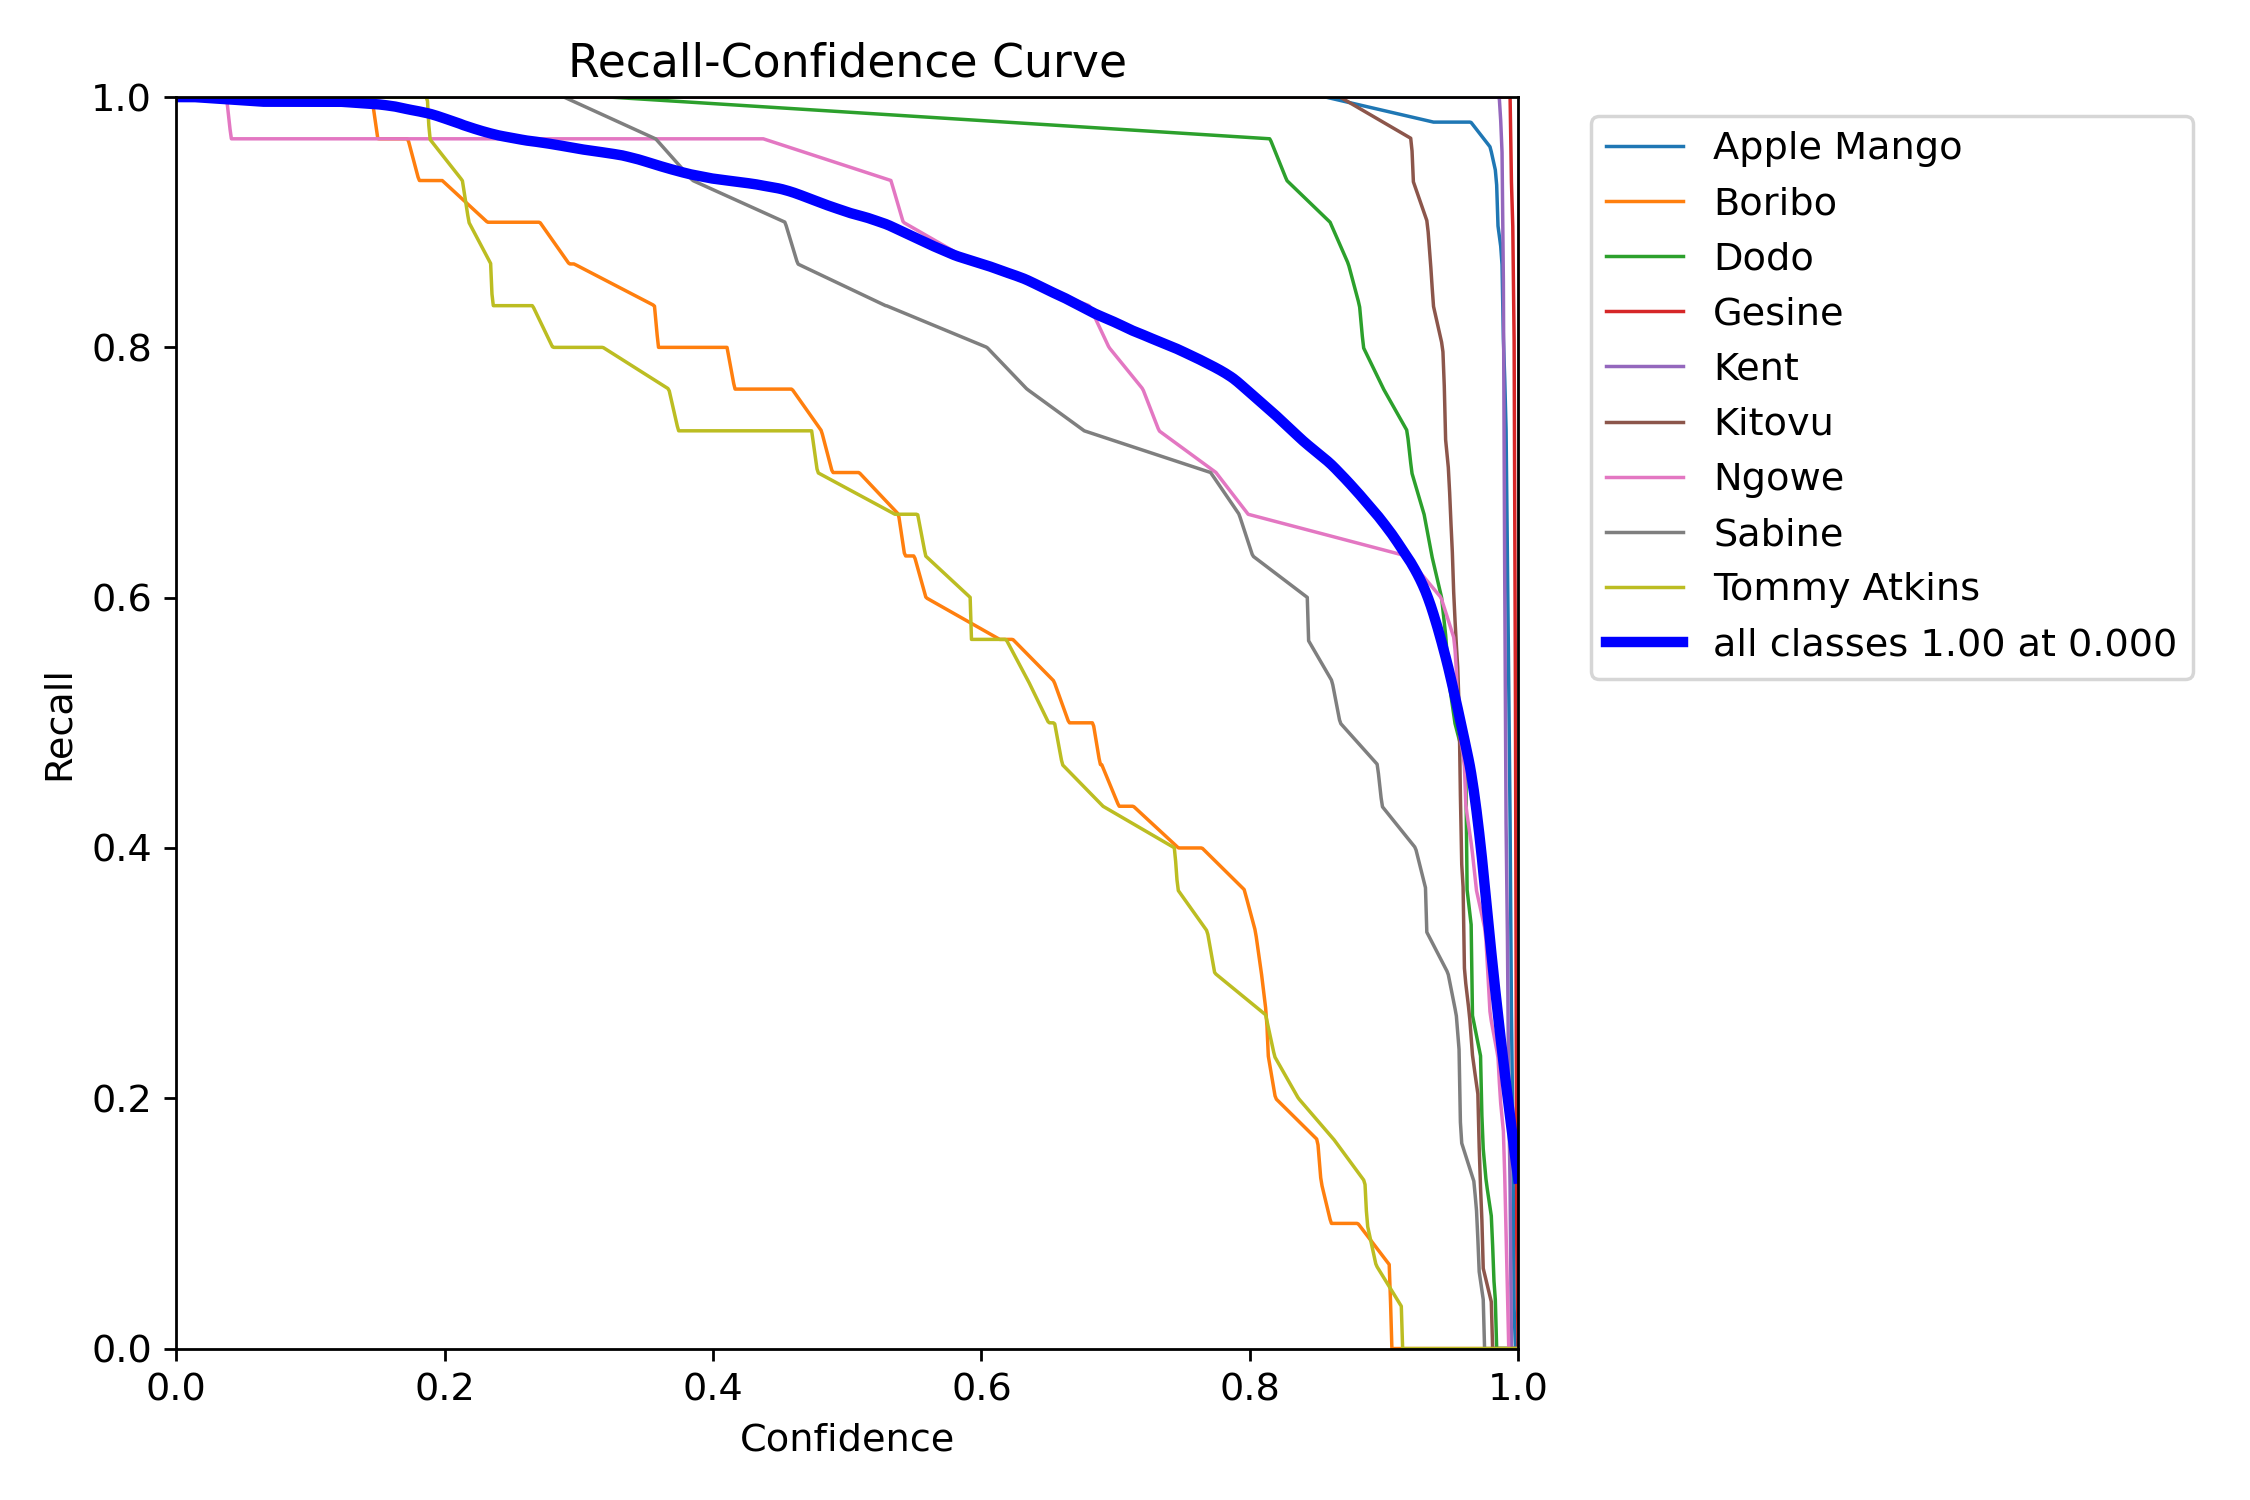 Recall-Confidence Curve
1.0
0.8
0.6
0.4
0.2
0.0
Recall
0.0 0.2 0.4 0.6 0.8 1.0
Confidence
Apple Mango
Boribo
Dodo
Gesine
Kent
Kitovu
Ngowe
Sabine
Tommy Atkins
all classes 1.00 at 0.000